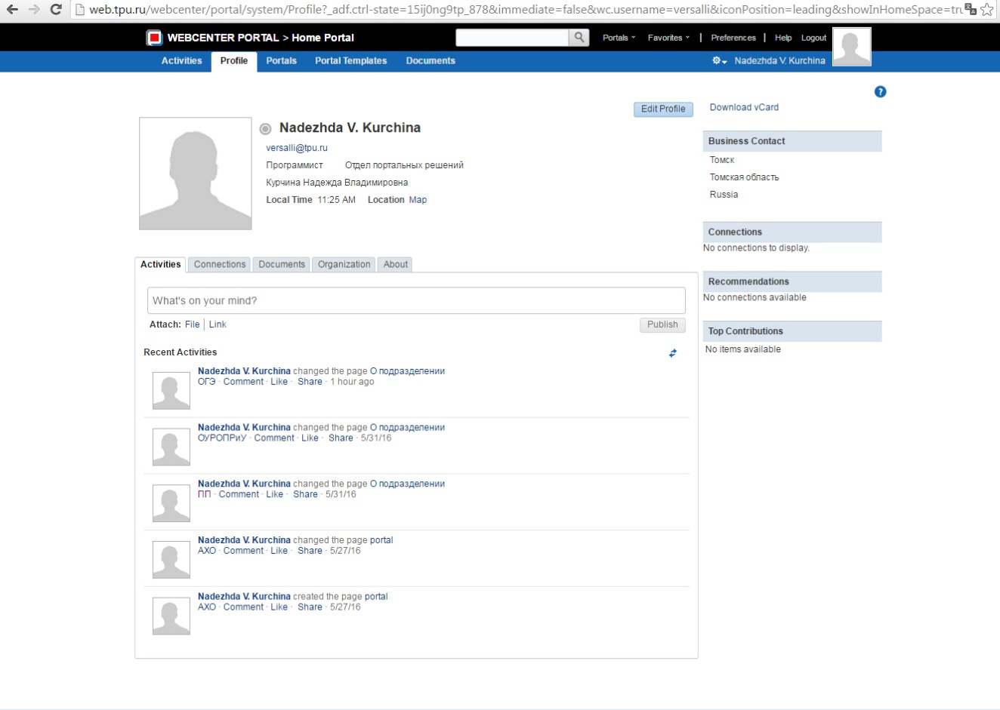 web.tpu.ru/webcenter/portal/system/Profile?_adf.ctrl-state=15ij0ng9tp_878&immediate=false&wc.username=versalli&iconPosition=leading&showInHomeSpace=tru
WEBCENTER PORTAL > Home Portal
Portals
Favorites
Preferences
Help
Logout
Activities
Profile
Portals
Portal Templates
Documents
Nadezhda V. Kurchina
Edit Profile
Nadezhda V. Kurchina
versalli@tpu.ru
Программист Отдел портальных решений
Курчина Надежда Владимировна
Local Time 11:25 AM Location Map
Activities
Connections
Documents
Organization
About
What's on your mind?
Attach: File | Link
Publish
Recent Activities
Nadezhda V. Kurchina changed the page О подразделении
ОГЭ · Comment · Like · Share · 1 hour ago
Nadezhda V. Kurchina changed the page О подразделении
ОУРОПРиУ · Comment · Like · Share · 5/31/16
Nadezhda V. Kurchina changed the page О подразделении
ПП · Comment · Like · Share · 5/31/16
Nadezhda V. Kurchina changed the page portal
АХО · Comment · Like · Share · 5/27/16
Nadezhda V. Kurchina created the page portal
АХО · Comment · Like · Share · 5/27/16
?
Download vCard
Business Contact
Томск
Томская область
Russia
Connections
No connections to display.
Recommendations
No connections available
Top Contributions
No items available